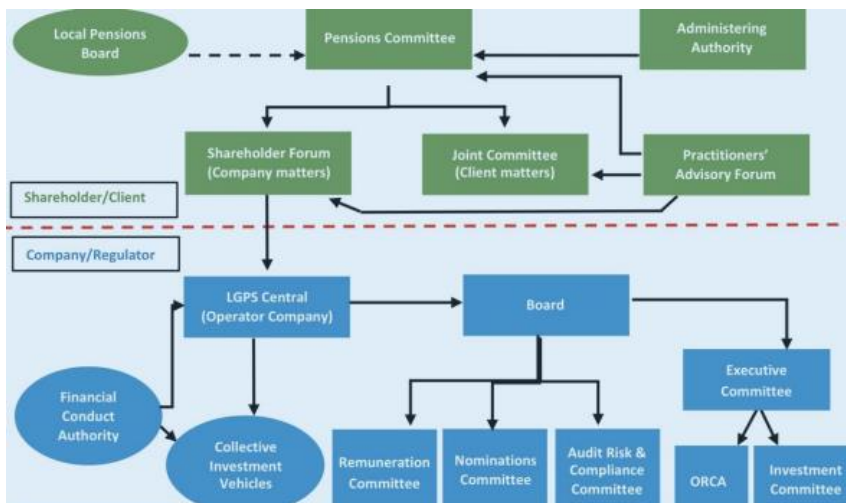 Local Pensions
Board
Pensions Committee
Administering
Authority
Shareholder Forum
(Company matters)
Joint Committee
(Client matters)
Practitioners'
Advisory Forum
Shareholder/Client
Company/Regulator
LGPS Central
(Operator Company)
Board
Financial
Conduct
Authority
Collective
Investment
Vehicles
Executive
Committee
Remuneration
Committee
Nominations
Committee
Audit Risk &
Compliance
Committee
ORCA
Investment
Committee